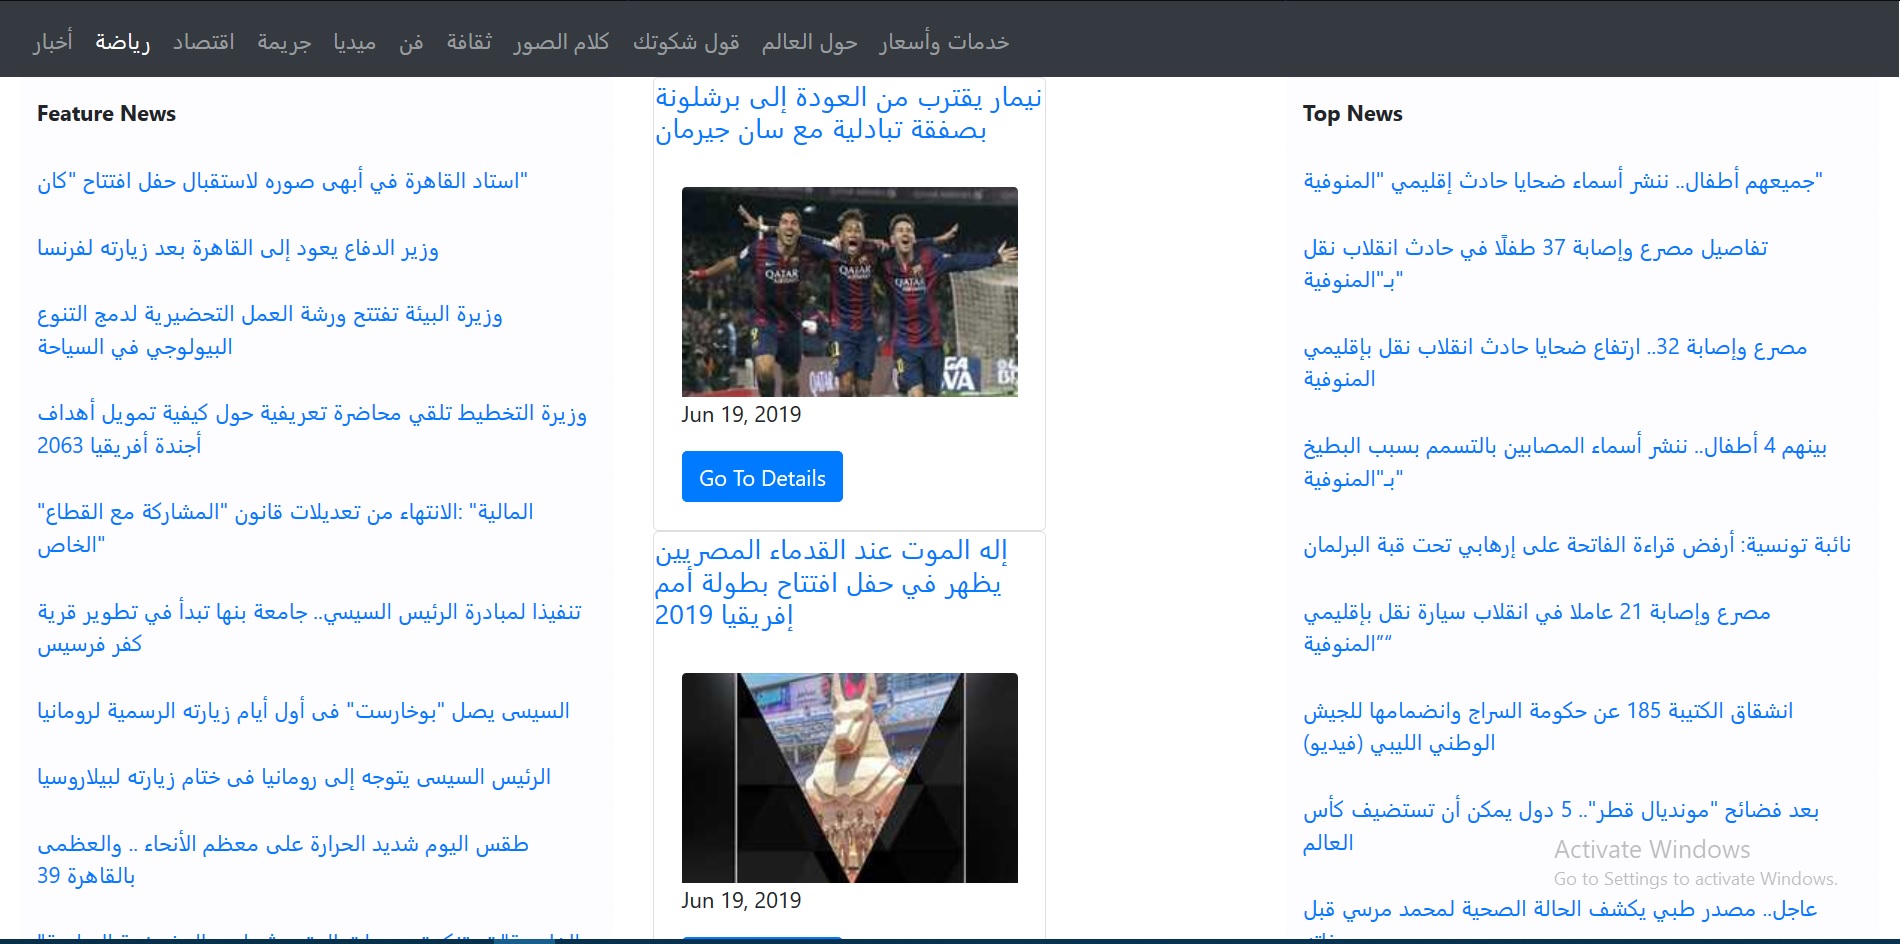 أخبار
رياضة
اقتصاد
جريمة
ميديا
فن
ثقافة
كلام الصور
قول شكوتك
حول العالم
خدمات وأسعار
Feature News
استاد القاهرة في أبهى صوره لاستقبال حفل افتتاح "كان"
وزير الدفاع يعود إلى القاهرة بعد زيارته لفرنسا
وزيرة البيئة تفتتح ورشة العمل التحضيرية لدمج التنوع
البيولوجي في السياحة
وزيرة التخطيط تلقي محاضرة تعريفية حول كيفية تمويل أهداف
أجندة أفريقيا 2063
"المالية" :الانتهاء من تعديلات قانون "المشاركة مع القطاع
الخاص"
تنفيذا لمبادرة الرئيس السيسي.. جامعة بنها تبدأ في تطوير قرية
كفر فرسيس
السيسى يصل "بوخارست" فى أول أيام زيارته الرسمية لرومانيا
الرئيس السيسى يتوجه إلى رومانيا فى ختام زيارته لبيلاروسيا
طقس اليوم شديد الحرارة على معظم الأنحاء .. والعظمى
بالقاهرة 39
نيمار يقترب من العودة إلى برشلونة
بصفقة تبادلية مع سان جيرمان
QATAR
QATAR
QATAR
QATAR
Jun 19, 2019
Go To Details
إله الموت عند القدماء المصريين
يظهر في حفل افتتاح بطولة أمم
إفريقيا 2019
Jun 19, 2019
Top News
جميعهم أطفال.. ننشر أسماء ضحايا حادث إقليمي "المنوفية"
تفاصيل مصرع وإصابة 37 طفلًا في حادث انقلاب نقل
بـ"المنوفية"
مصرع وإصابة 32.. ارتفاع ضحايا حادث انقلاب نقل بإقليمي
المنوفية
بينهم 4 أطفال.. ننشر أسماء المصابين بالتسمم بسبب البطيخ
بـ"المنوفية"
نائبة تونسية: أرفض قراءة الفاتحة على إرهابي تحت قبة البرلمان
مصرع وإصابة 21 عاملا في انقلاب سيارة نقل بإقليمي
“المنوفية”
انشقاق الكتيبة 185 عن حكومة السراج وانضمامها للجيش
الوطني الليبي (فيديو)
بعد فضائح "مونديال قطر".. 5 دول يمكن أن تستضيف كأس
العالم
عاجل.. مصدر طبي يكشف الحالة الصحية لمحمد مرسي قبل
Activate Windows
Go to Settings to activate Windows.